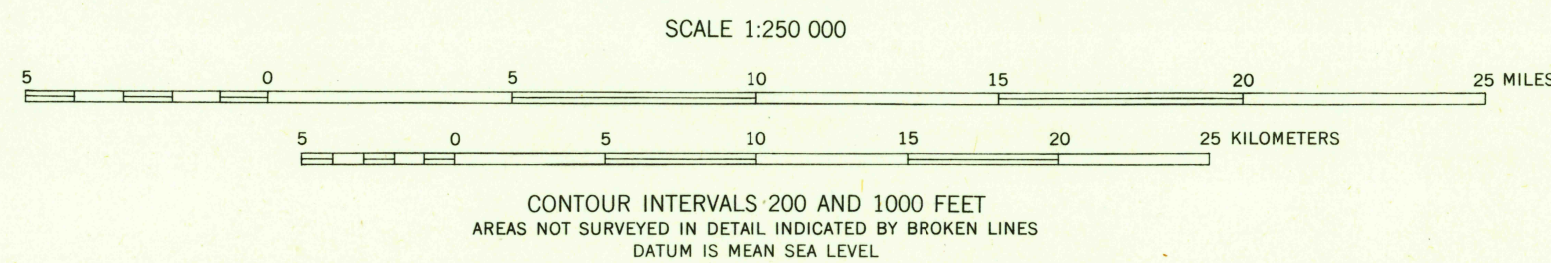 SCALE 1:250 000
5 0 5 10 15 20 25 MILES
5 0 5 10 15 20 25 KILOMETERS
CONTOUR INTERVALS 200 AND 1000 FEET
AREAS NOT SURVEYED IN DETAIL INDICATED BY BROKEN LINES
DATUM IS MEAN SEA LEVEL